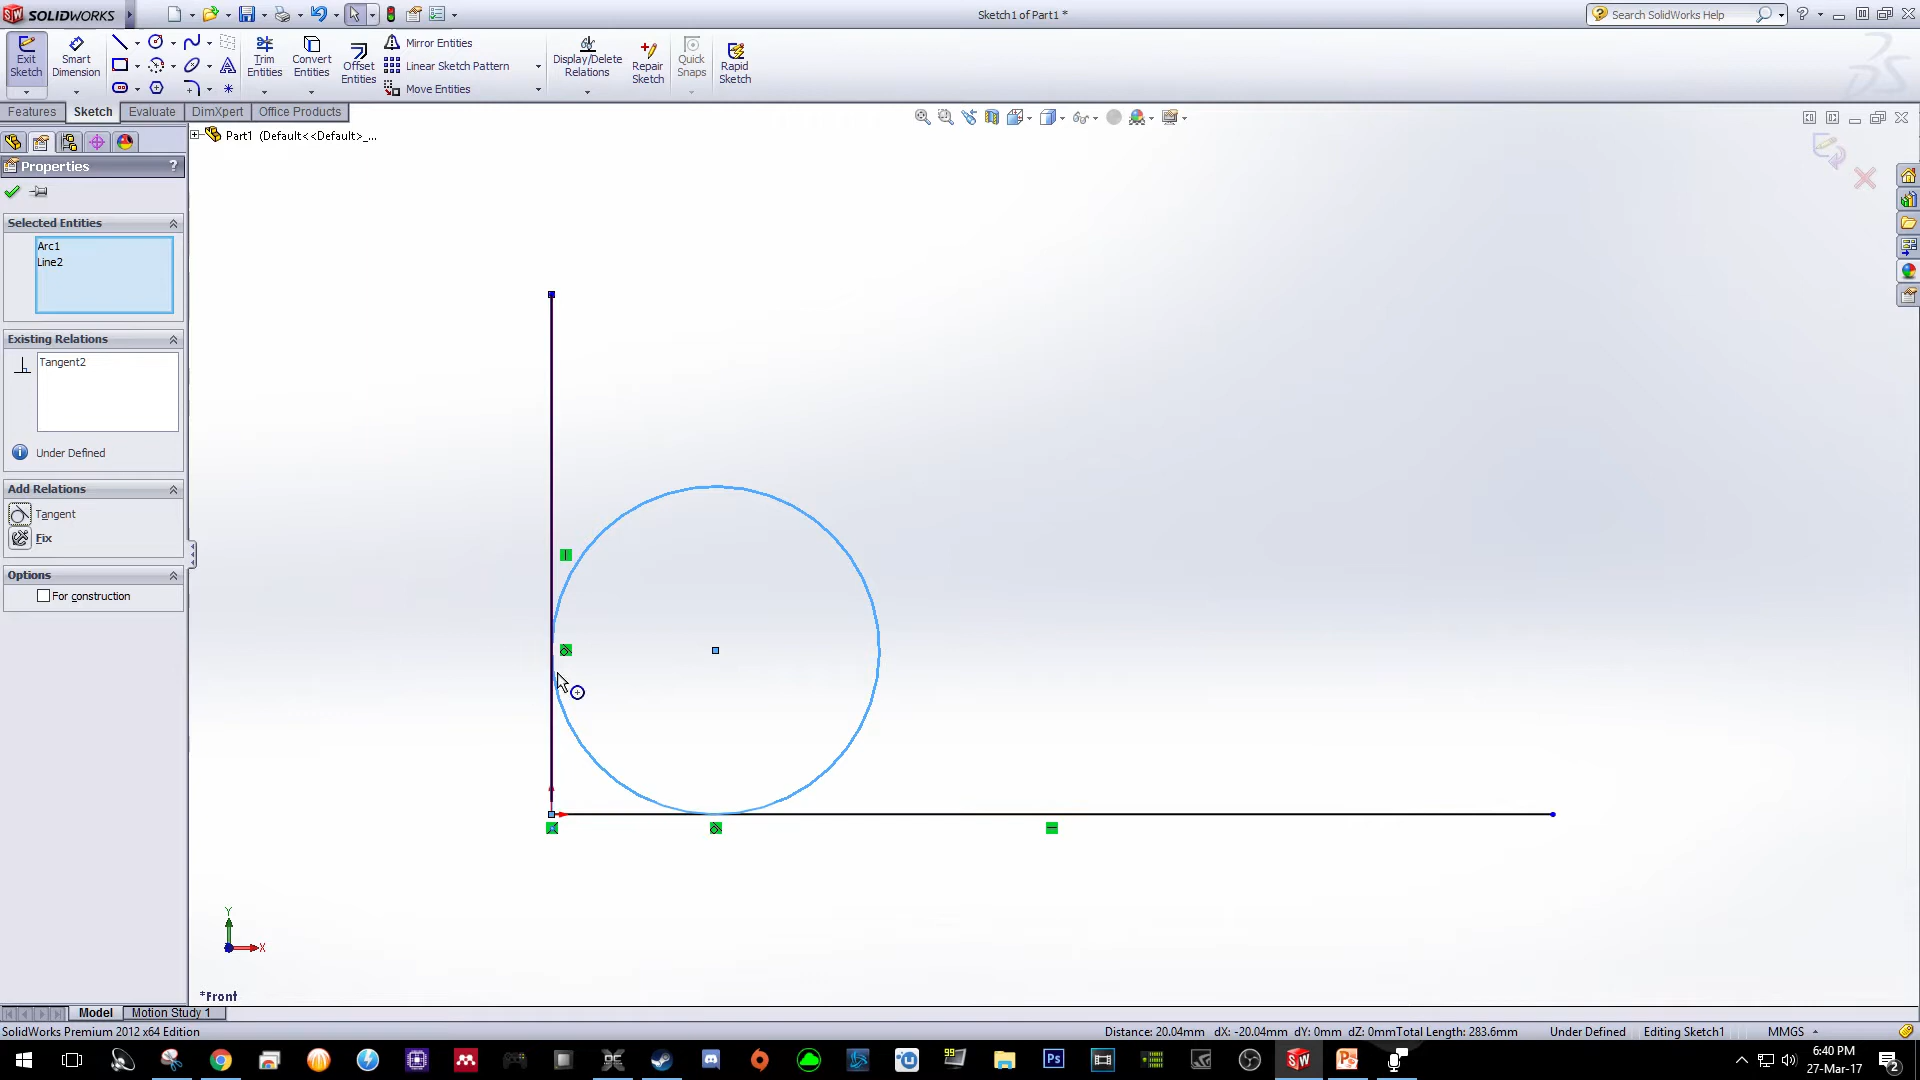 SOLIDWORKS
Sketch1 of Part1 *
Search SolidWorks Help
Exit Sketch
Smart Dimension
Trim Entities
Convert Entities
Offset Entities
Mirror Entities
Linear Sketch Pattern
Move Entities
Display/Delete Relations
Repair Sketch
Quick Snaps
Rapid Sketch
Features
Sketch
Evaluate
DimXpert
Office Products
Part1 (Default<<Default>_...
Properties
?
Selected Entities
Arc1
Line2
Existing Relations
Tangent2
Under Defined
Add Relations
Tangent
Fix
Options
For construction
Y
X
*Front
Model
Motion Study 1
SolidWorks Premium 2012 x64 Edition
Distance: 20.04mm dX: -20.04mm dY: 0mm dZ: 0mmTotal Length: 283.6mm
Under Defined
Editing Sketch1
MMGS
99
Ps
6:40 PM
27-Mar-17
2